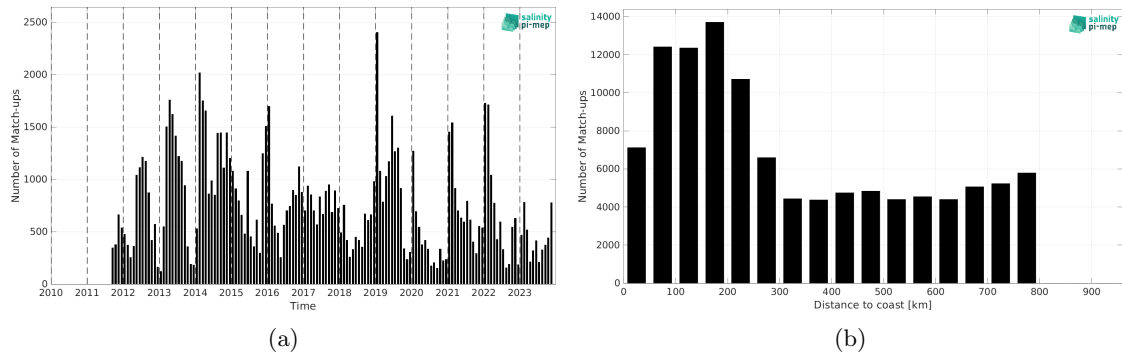 salinity
pi-mep
2500
2000
1500
1000
500
0
Number of Match-ups
2010 2011 2012 2013 2014 2015 2016 2017 2018 2019 2020 2021 2022 2023
Time
(a)
salinity
pi-mep
14000
12000
10000
8000
6000
4000
2000
0
Number of Match-ups
0 100 200 300 400 500 600 700 800 900
Distance to coast [km]
(b)